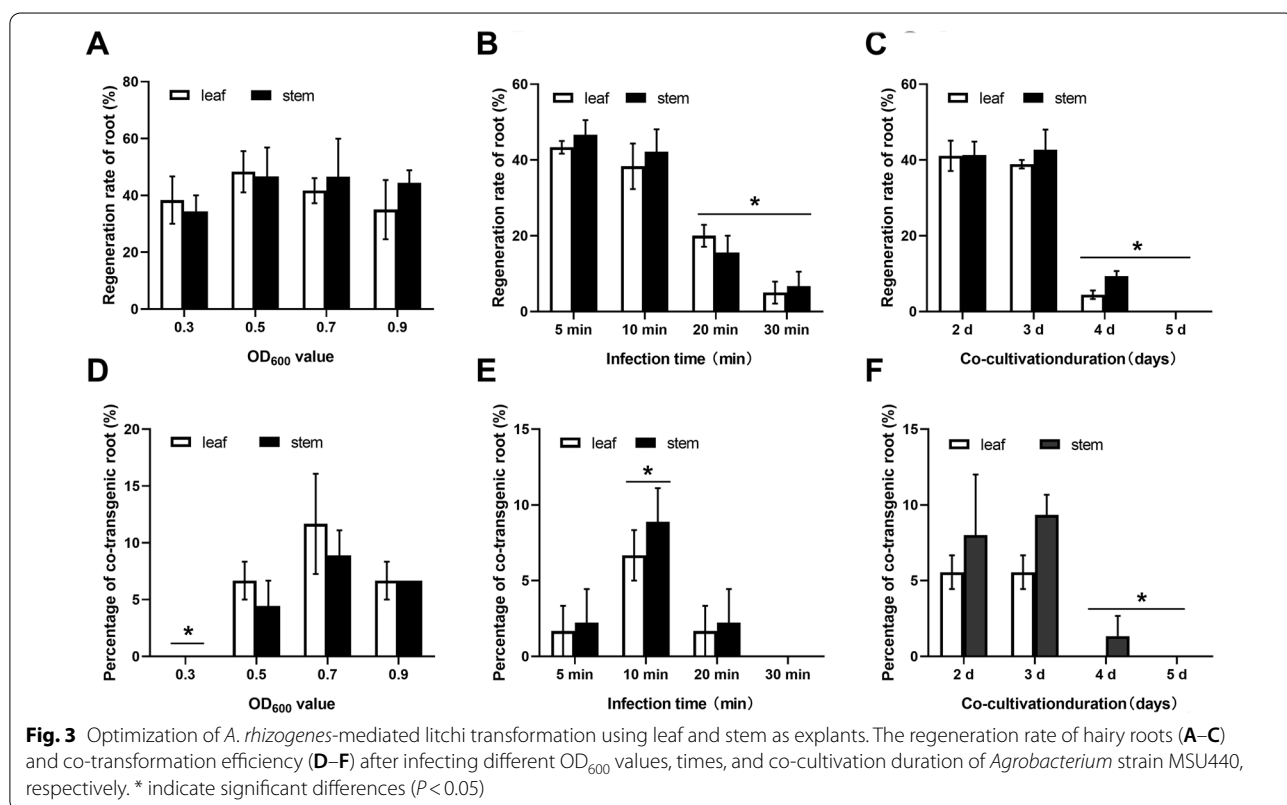 A
80
60
40
20
0
Regeneration rate of root (%)
leaf stem
0.3 0.5 0.7 0.9
OD600 value
B
60
40
20
0
Regeneration rate of root (%)
leaf stem
*
5 min 10 min 20 min 30 min
Infection time (min)
C
60
40
20
0
Regeneration rate of root (%)
leaf stem
*
2 d 3 d 4 d 5 d
Co-cultivationduration(days)
D
20
15
10
5
0
Percentage of co-transgenic root (%)
leaf stem
*
0.3 0.5 0.7 0.9
OD600 value
E
15
10
5
0
Percentage of co-transgenic root (%)
leaf stem
*
5 min 10 min 20 min 30 min
Infection time (min)
F
15
10
5
0
Percentage of co-transgenic root (%)
leaf stem
*
2 d 3 d 4 d 5 d
Co-cultivationduration(days)
Fig. 3 Optimization of A. rhizogenes-mediated litchi transformation using leaf and stem as explants. The regeneration rate of hairy roots (A–C)
and co-transformation efficiency (D–F) after infecting different OD600 values, times, and co-cultivation duration of Agrobacterium strain MSU440,
respectively. * indicate significant differences (P < 0.05)